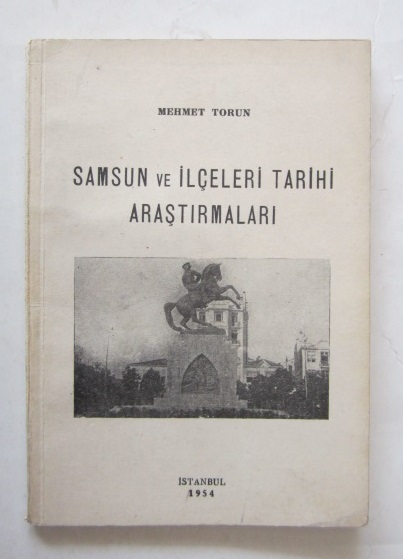 MEHMET TORUN
SAMSUN VE İLÇELERİ TARİHİ
ARAŞTIRMALARI
İSTANBUL
1954